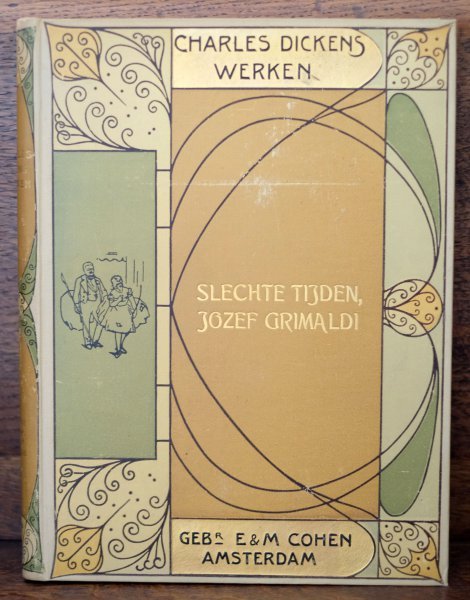 CHARLES DICKENS
WERKEN
SLECHTE TIJDEN,
JOZEF GRIMALDI
GEBR E & M COHEN
AMSTERDAM